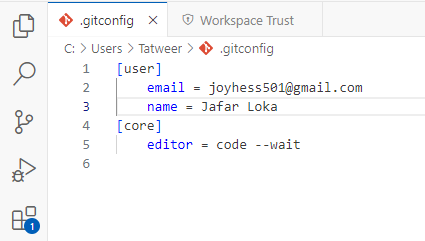 .gitconfig
Workspace Trust
C: > Users > Tatweer > .gitconfig
1 [user]
2 email = joyhess501@gmail.com
3 name = Jafar Loka
4 [core]
5 editor = code --wait
6
1